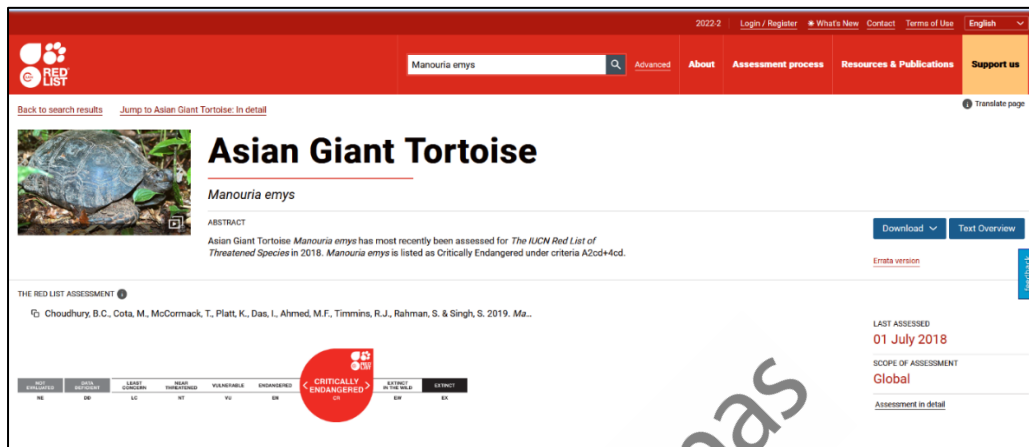 2022-2 Login / Register ☀ What's New Contact Terms of Use English
RED LIST
Manouria emys Advanced About Assessment process Resources & Publications Support us
Back to search results Jump to Asian Giant Tortoise: In detail Translate page
Asian Giant Tortoise
Manouria emys
ABSTRACT
Asian Giant Tortoise Manouria emys has most recently been assessed for The IUCN Red List of
Threatened Species in 2018. Manouria emys is listed as Critically Endangered under criteria A2cd+4cd.
Download Text Overview
Errata version
feedback
THE RED LIST ASSESSMENT
Choudhury, B.C., Cota, M., McCormack, T., Platt, K., Das, I., Ahmed, M.F., Timmins, R.J., Rahman, S. & Singh, S. 2019. Ma...
LAST ASSESSED
01 July 2018
SCOPE OF ASSESSMENT
Global
Assessment in detail
NOT EVALUATED DATA DEFICIENT LEAST CONCERN NEAR THREATENED VULNERABLE ENDANGERED < CRITICALLY ENDANGERED > EXTINCT IN THE WILD EXTINCT
NE DD LC NT VU EN CR EW EX